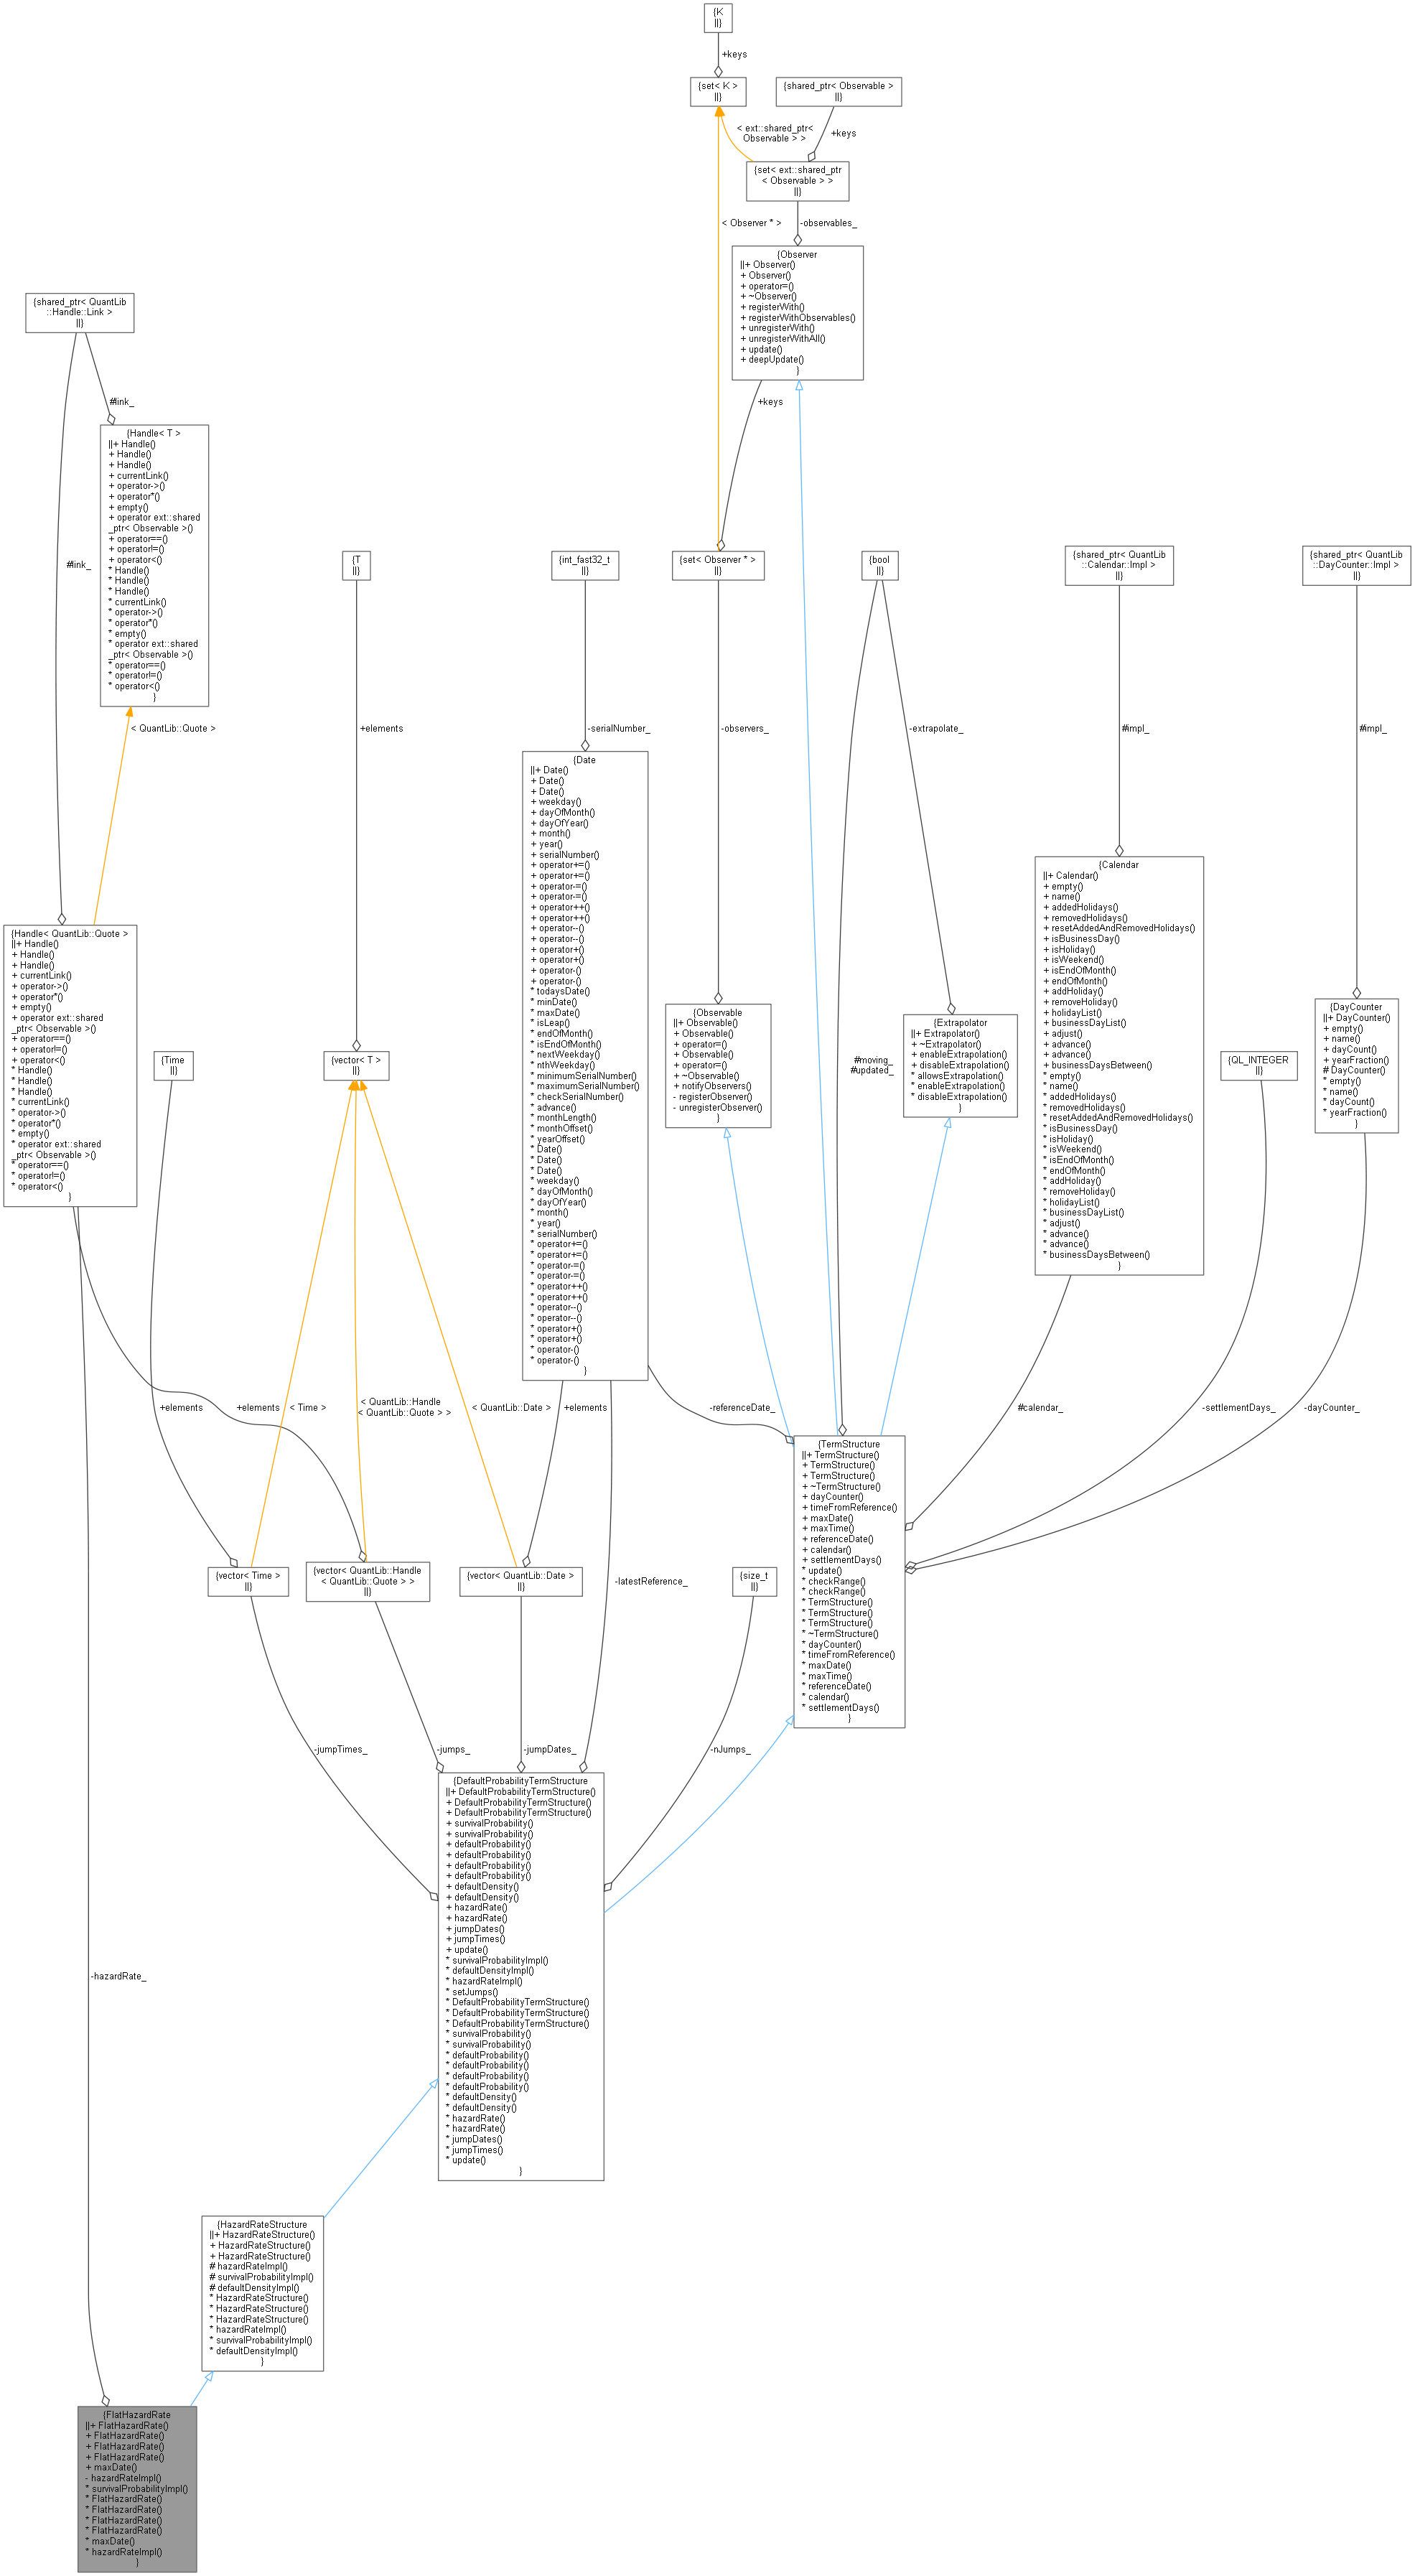 {K
||}
+keys
{set< K >
||}
{shared_ptr< Observable >
||}
< ext::shared_ptr<
Observable > >
+keys
{set< ext::shared_ptr
< Observable > >
||}
< Observer * >
-observables_
{Observer
||+ Observer()
+ Observer()
+ operator=()
+ ~Observer()
+ registerWith()
+ registerWithObservables()
+ unregisterWith()
+ unregisterWithAll()
+ update()
+ deepUpdate()
}
{shared_ptr< QuantLib
::Handle::Link >
||}
#link_
+keys
{Handle< T >
||+ Handle()
+ Handle()
+ Handle()
+ currentLink()
+ operator->()
+ operator*()
+ empty()
+ operator ext::shared
_ptr< Observable >()
+ operator==()
+ operator!=()
+ operator<()
* Handle()
* Handle()
* Handle()
* currentLink()
* operator->()
* operator*()
* empty()
* operator ext::shared
_ptr< Observable >()
* operator==()
* operator!=()
* operator<()
}
#link_
{T
||}
{int_fast32_t
||}
{set< Observer * >
||}
{bool
||}
{shared_ptr< QuantLib
::Calendar::Impl >
||}
{shared_ptr< QuantLib
::DayCounter::Impl >
||}
< QuantLib::Quote >
+elements
-serialNumber_
-observers_
-extrapolate_
#impl_
#impl_
{Date
||+ Date()
+ Date()
+ Date()
+ weekday()
+ dayOfMonth()
+ dayOfYear()
+ month()
+ year()
+ serialNumber()
+ operator+=()
+ operator+=()
+ operator-=()
+ operator-=()
+ operator++()
+ operator++()
+ operator--()
+ operator--()
+ operator+()
+ operator+()
+ operator-()
+ operator-()
* todaysDate()
* minDate()
* maxDate()
* isLeap()
* endOfMonth()
* isEndOfMonth()
* nextWeekday()
* nthWeekday()
* minimumSerialNumber()
* maximumSerialNumber()
* checkSerialNumber()
* advance()
* monthLength()
* monthOffset()
* yearOffset()
* Date()
* Date()
* Date()
* weekday()
* dayOfMonth()
* dayOfYear()
* month()
* year()
* serialNumber()
* operator+=()
* operator+=()
* operator-=()
* operator-=()
* operator++()
* operator++()
* operator--()
* operator--()
* operator+()
* operator+()
* operator-()
* operator-()
}
{Calendar
||+ Calendar()
+ empty()
+ name()
+ addedHolidays()
+ removedHolidays()
+ resetAddedAndRemovedHolidays()
+ isBusinessDay()
+ isHoliday()
+ isWeekend()
+ isEndOfMonth()
+ endOfMonth()
+ addHoliday()
+ removeHoliday()
+ holidayList()
+ businessDayList()
+ adjust()
+ advance()
+ advance()
+ businessDaysBetween()
* empty()
* name()
* addedHolidays()
* removedHolidays()
* resetAddedAndRemovedHolidays()
* isBusinessDay()
* isHoliday()
* isWeekend()
* isEndOfMonth()
* endOfMonth()
* addHoliday()
* removeHoliday()
* holidayList()
* businessDayList()
* adjust()
* advance()
* advance()
* businessDaysBetween()
}
{Handle< QuantLib::Quote >
||+ Handle()
+ Handle()
+ Handle()
+ currentLink()
+ operator->()
+ operator*()
+ empty()
+ operator ext::shared
_ptr< Observable >()
+ operator==()
+ operator!=()
+ operator<()
* Handle()
* Handle()
* Handle()
* currentLink()
* operator->()
* operator*()
* empty()
* operator ext::shared
_ptr< Observable >()
* operator==()
* operator!=()
* operator<()
}
{Time
||}
{vector< T >
||}
{Observable
||+ Observable()
+ Observable()
+ operator=()
+ Observable()
+ operator=()
+ ~Observable()
+ notifyObservers()
- registerObserver()
- unregisterObserver()
}
#moving_
#updated_
{Extrapolator
||+ Extrapolator()
+ ~Extrapolator()
+ enableExtrapolation()
+ disableExtrapolation()
* allowsExtrapolation()
* enableExtrapolation()
* disableExtrapolation()
}
{QL_INTEGER
||}
{DayCounter
||+ DayCounter()
+ empty()
+ name()
+ dayCount()
+ yearFraction()
# DayCounter()
* empty()
* name()
* dayCount()
* yearFraction()
}
+elements
+elements
< Time >
< QuantLib::Handle
< QuantLib::Quote > >
< QuantLib::Date >
+elements
-referenceDate_
#calendar_
-settlementDays_
-dayCounter_
{TermStructure
||+ TermStructure()
+ TermStructure()
+ TermStructure()
+ ~TermStructure()
+ dayCounter()
+ timeFromReference()
+ maxDate()
+ maxTime()
+ referenceDate()
+ calendar()
+ settlementDays()
* update()
* checkRange()
* checkRange()
* TermStructure()
* TermStructure()
* TermStructure()
* ~TermStructure()
* dayCounter()
* timeFromReference()
* maxDate()
* maxTime()
* referenceDate()
* calendar()
* settlementDays()
}
{vector< Time >
||}
{vector< QuantLib::Handle
< QuantLib::Quote > >
||}
{vector< QuantLib::Date >
||}
-latestReference_
{size_t
||}
-jumpTimes_
-jumps_
-jumpDates_
-nJumps_
{DefaultProbabilityTermStructure
||+ DefaultProbabilityTermStructure()
+ DefaultProbabilityTermStructure()
+ DefaultProbabilityTermStructure()
+ survivalProbability()
+ survivalProbability()
+ defaultProbability()
+ defaultProbability()
+ defaultProbability()
+ defaultProbability()
+ defaultDensity()
+ defaultDensity()
+ hazardRate()
+ hazardRate()
+ jumpDates()
+ jumpTimes()
+ update()
* survivalProbabilityImpl()
* defaultDensityImpl()
* hazardRateImpl()
* setJumps()
* DefaultProbabilityTermStructure()
* DefaultProbabilityTermStructure()
* DefaultProbabilityTermStructure()
* survivalProbability()
* survivalProbability()
* defaultProbability()
* defaultProbability()
* defaultProbability()
* defaultProbability()
* defaultDensity()
* defaultDensity()
* hazardRate()
* hazardRate()
* jumpDates()
* jumpTimes()
* update()
}
-hazardRate_
{HazardRateStructure
||+ HazardRateStructure()
+ HazardRateStructure()
+ HazardRateStructure()
# hazardRateImpl()
# survivalProbabilityImpl()
# defaultDensityImpl()
* HazardRateStructure()
* HazardRateStructure()
* HazardRateStructure()
* hazardRateImpl()
* survivalProbabilityImpl()
* defaultDensityImpl()
}
{FlatHazardRate
||+ FlatHazardRate()
+ FlatHazardRate()
+ FlatHazardRate()
+ FlatHazardRate()
+ maxDate()
- hazardRateImpl()
* survivalProbabilityImpl()
* FlatHazardRate()
* FlatHazardRate()
* FlatHazardRate()
* FlatHazardRate()
* maxDate()
* hazardRateImpl()
}